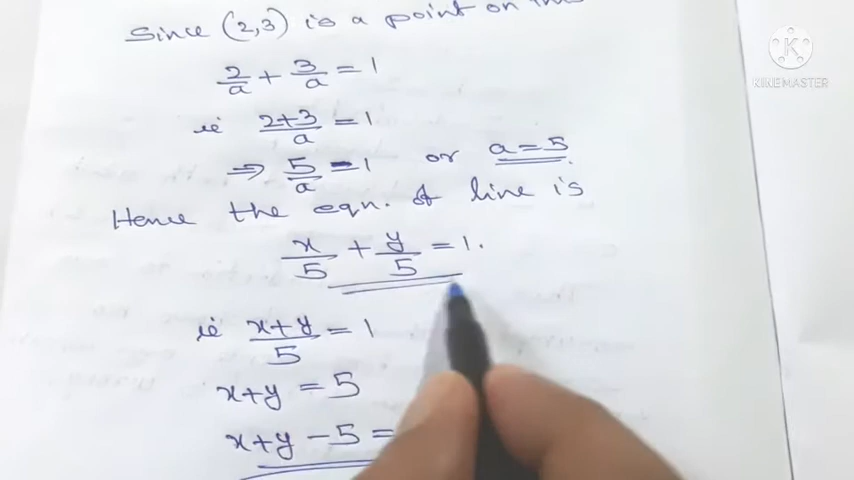 Since (2,3) is a point on
2/a + 3/a = 1
ie (2+3)/a = 1
⇒ 5/a = 1 or a = 5.
Hence the eqn. of line is
x/5 + y/5 = 1.
ie (x+y)/5 = 1
x+y = 5
x+y - 5 =
KINEMASTER